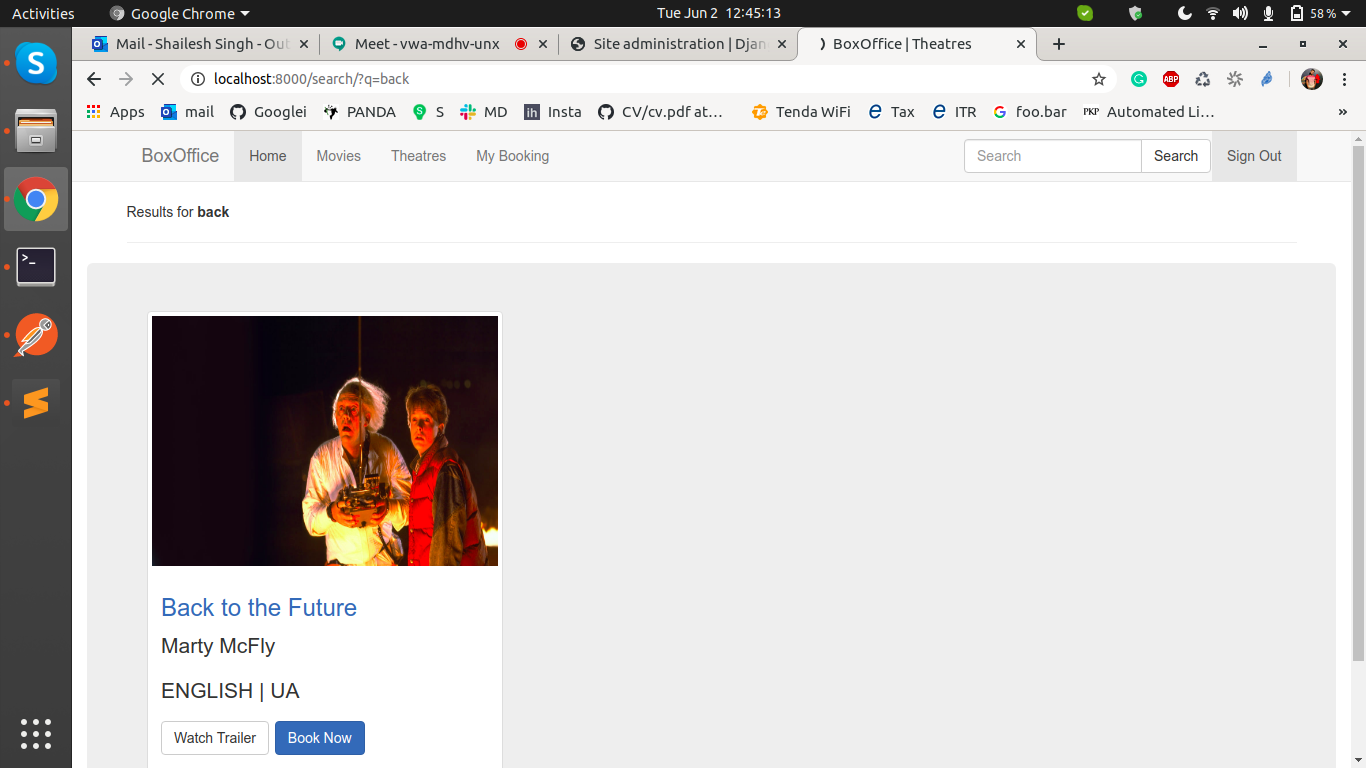 Activities Google Chrome Tue Jun 2 12:45:13 58 %
Mail - Shailesh Singh - Out Meet - vwa-mdhv-unx Site administration | Djan BoxOffice | Theatres
localhost:8000/search/?q=back ABP
Apps mail Googlei PANDA S S MD ih Insta CV/cv.pdf at… Tenda WiFi Tax ITR foo.bar PKP Automated Li… »
BoxOffice Home Movies Theatres My Booking Search Search Sign Out
Results for back
Back to the Future
Marty McFly
ENGLISH | UA
Watch Trailer Book Now